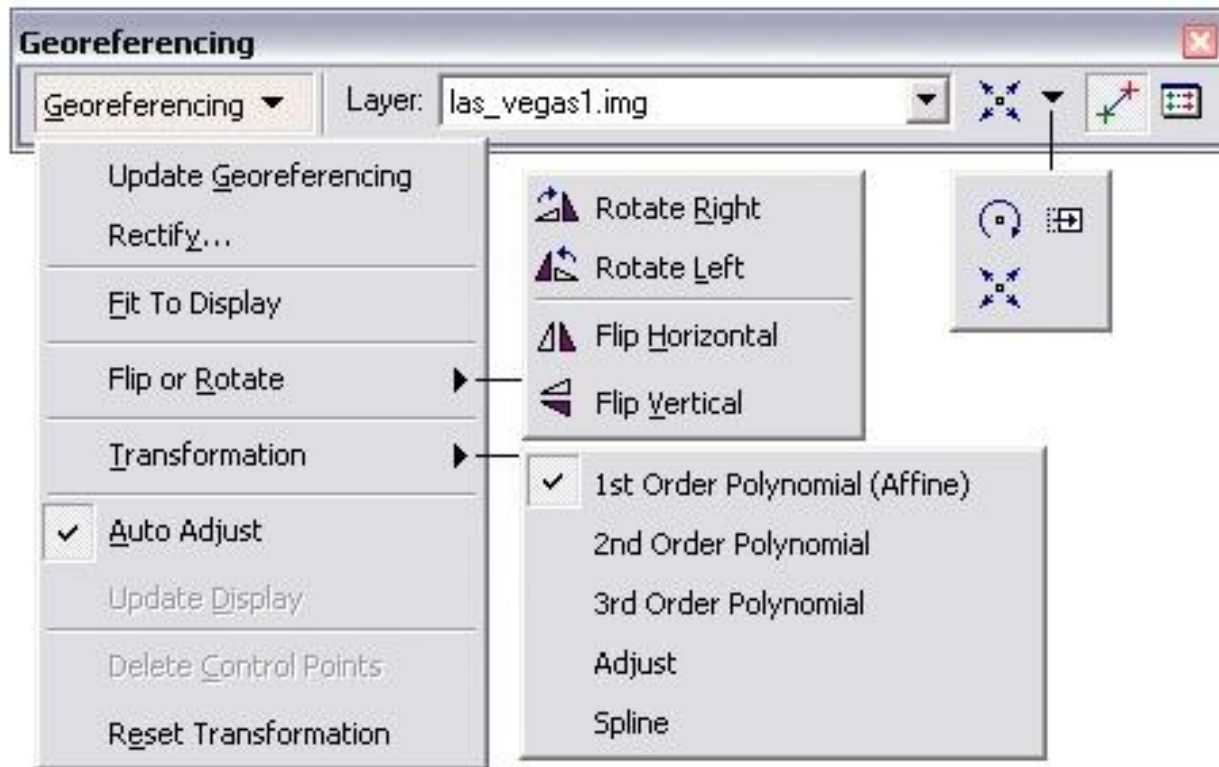 Georeferencing
Georeferencing Layer: las_vegas1.img
Update Georeferencing
Rectify...
Fit To Display
Flip or Rotate
Transformation
Auto Adjust
Update Display
Delete Control Points
Reset Transformation
Rotate Right
Rotate Left
Flip Horizontal
Flip Vertical
1st Order Polynomial (Affine)
2nd Order Polynomial
3rd Order Polynomial
Adjust
Spline